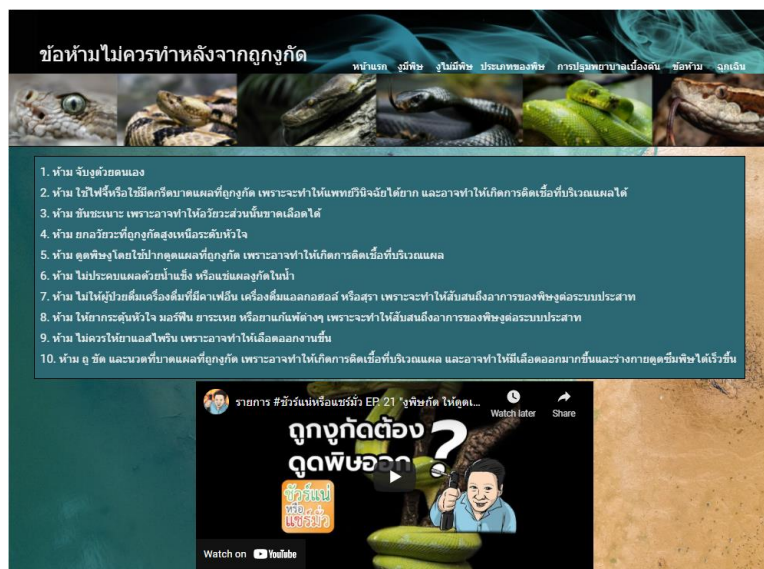 ข้อห้ามไม่ควรทำหลังจากถูกงูกัด
หน้าแรก งูมีพิษ งูไม่มีพิษ ประเภทของพิษ การปฐมพยาบาลเบื้องต้น ข้อห้าม ฉุกเฉิน
1. ห้าม จับงูด้วยตนเอง
2. ห้าม ใช้ไฟจี้หรือใช้มีดกรีดบาดแผลที่ถูกงูกัด เพราะจะทำให้แพทย์วินิจฉัยได้ยาก และอาจทำให้เกิดการติดเชื้อที่บริเวณแผลได้
3. ห้าม ขันชะเนาะ เพราะอาจทำให้อวัยวะส่วนนั้นขาดเลือดได้
4. ห้าม ยกอวัยวะที่ถูกงูกัดสูงเหนือระดับหัวใจ
5. ห้าม ดูดพิษงูโดยใช้ปากดูดแผลที่ถูกงูกัด เพราะอาจทำให้เกิดการติดเชื้อที่บริเวณแผล
6. ห้าม ไม่ประคบแผลด้วยน้ำแข็ง หรือแช่แผลงูกัดในน้ำ
7. ห้าม ไม่ให้ผู้ป่วยดื่มเครื่องดื่มที่มีคาเฟอีน เครื่องดื่มแอลกอฮอล์ หรือสุรา เพราะจะทำให้สับสนถึงอาการของพิษงูต่อระบบประสาท
8. ห้าม ให้ยากระตุ้นหัวใจ มอร์ฟีน ยาระเหย หรือยาแก้แพ้ต่างๆ เพราะจะทำให้สับสนถึงอาการของพิษงูต่อระบบประสาท
9. ห้าม ไม่ควรให้ยาแอสไพริน เพราะอาจทำให้เลือดออกงานขึ้น
10. ห้าม ถู ขัด และนวดที่บาดแผลที่ถูกงูกัด เพราะอาจทำให้เกิดการติดเชื้อที่บริเวณแผล และอาจทำให้มีเลือดออกมากขึ้นและร่างกายดูดซึมพิษได้เร็วขึ้น
รายการ #ชัวร์แน่หรือแชร์มั่ว EP. 21 "งูพิษกัด ให้ดูดเ...
Watch later Share
ถูกงูกัดต้อง
ดูดพิษออก ?
ชัวร์แน่
หรือ
แชร์มั่ว
Watch on YouTube